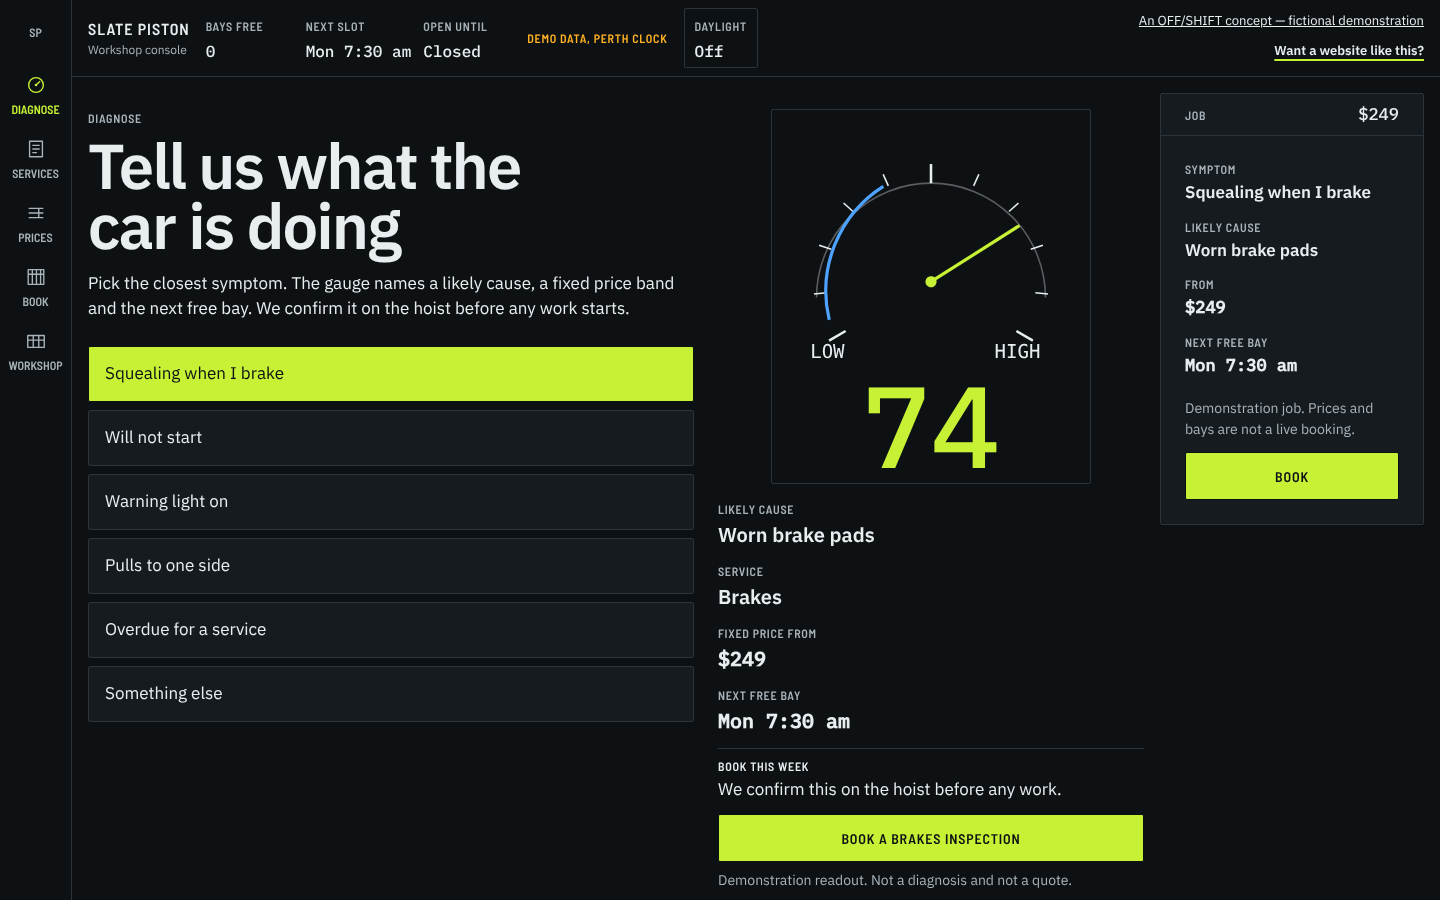 SP
DIAGNOSE
SERVICES
PRICES
BOOK
WORKSHOP
SLATE PISTON
Workshop console
BAYS FREE
0
NEXT SLOT
Mon 7:30 am
OPEN UNTIL
Closed
DEMO DATA, PERTH CLOCK
DAYLIGHT
Off
An OFF/SHIFT concept — fictional demonstration
Want a website like this?
DIAGNOSE
Tell us what the
car is doing
Pick the closest symptom. The gauge names a likely cause, a fixed price band
and the next free bay. We confirm it on the hoist before any work starts.
Squealing when I brake
Will not start
Warning light on
Pulls to one side
Overdue for a service
Something else
LOW
HIGH
74
LIKELY CAUSE
Worn brake pads
SERVICE
Brakes
FIXED PRICE FROM
$249
NEXT FREE BAY
Mon 7:30 am
BOOK THIS WEEK
We confirm this on the hoist before any work.
BOOK A BRAKES INSPECTION
Demonstration readout. Not a diagnosis and not a quote.
JOB
$249
SYMPTOM
Squealing when I brake
LIKELY CAUSE
Worn brake pads
FROM
$249
NEXT FREE BAY
Mon 7:30 am
Demonstration job. Prices and
bays are not a live booking.
BOOK